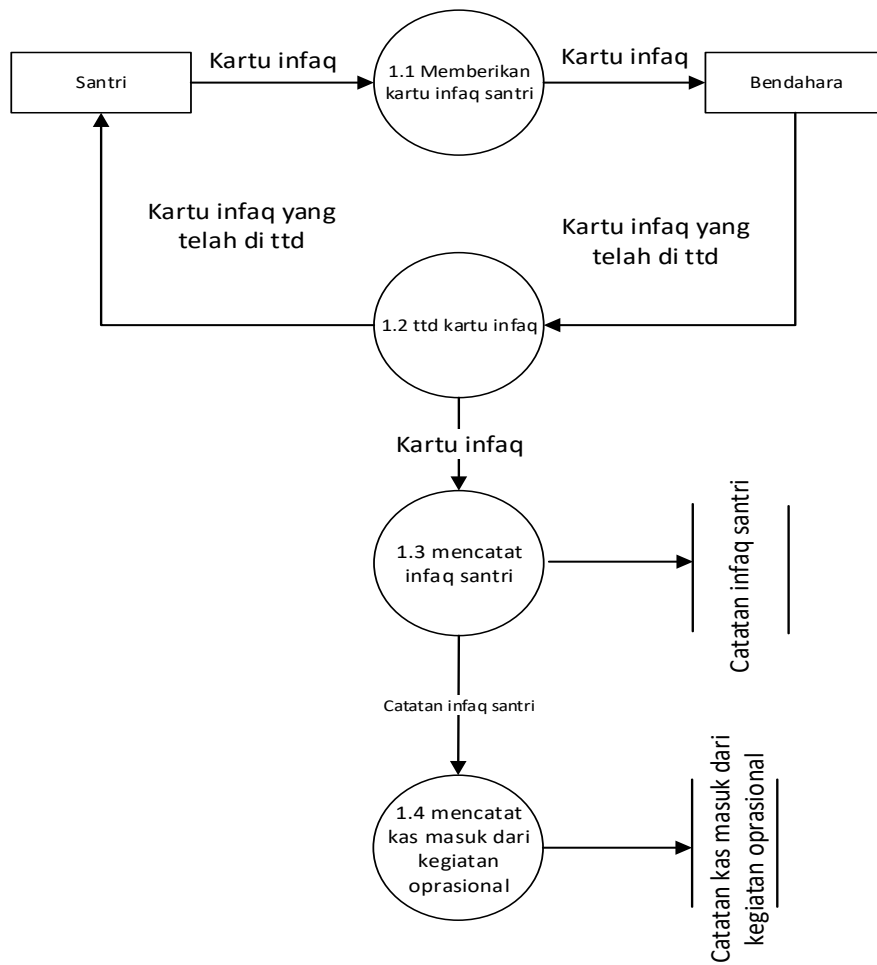 Kartu infaq
Kartu infaq
Santri
1.1 Memberikan
kartu infaq santri
Bendahara
Kartu infaq yang
telah di ttd
Kartu infaq yang
telah di ttd
1.2 ttd kartu infaq
Kartu infaq
1.3 mencatat
infaq santri
Catatan infaq santri
Catatan infaq santri
1.4 mencatat
kas masuk dari
kegiatan
oprasional
Catatan kas masuk dari
kegiatan oprasional